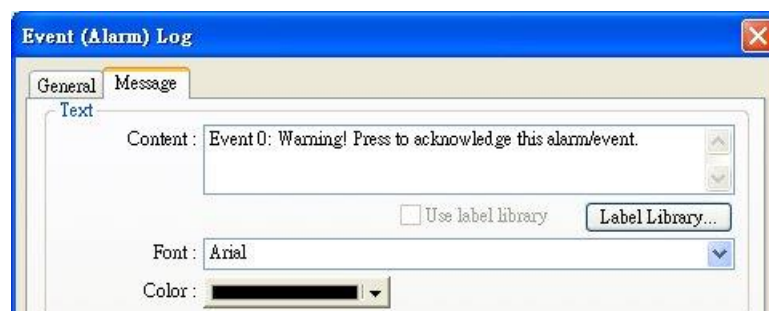 Event (Alarm) Log
General Message
Text
Content : Event 0: Warning! Press to acknowledge this alarm/event.
Use label library Label Library...
Font : Arial
Color :